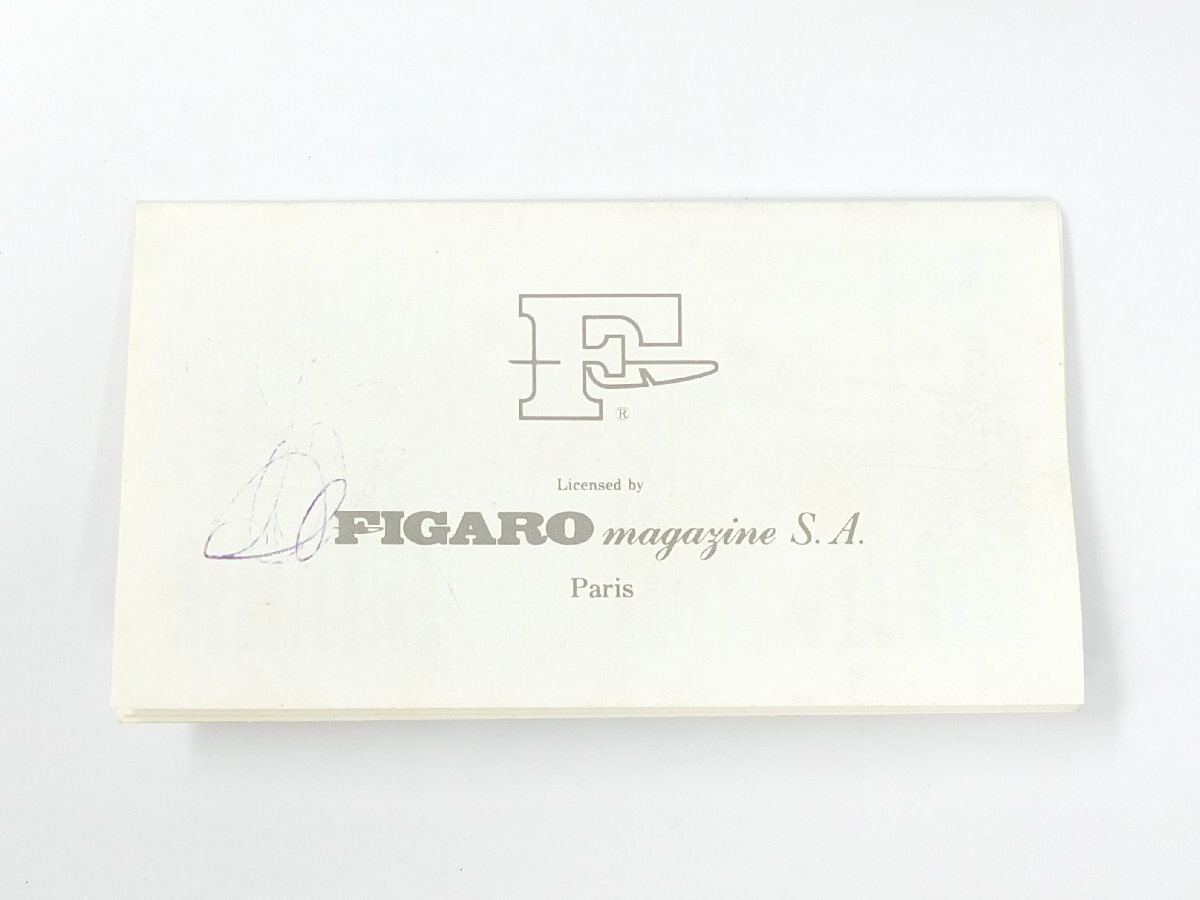 F
®
Licensed by
FIGARO magazine S. A.
Paris